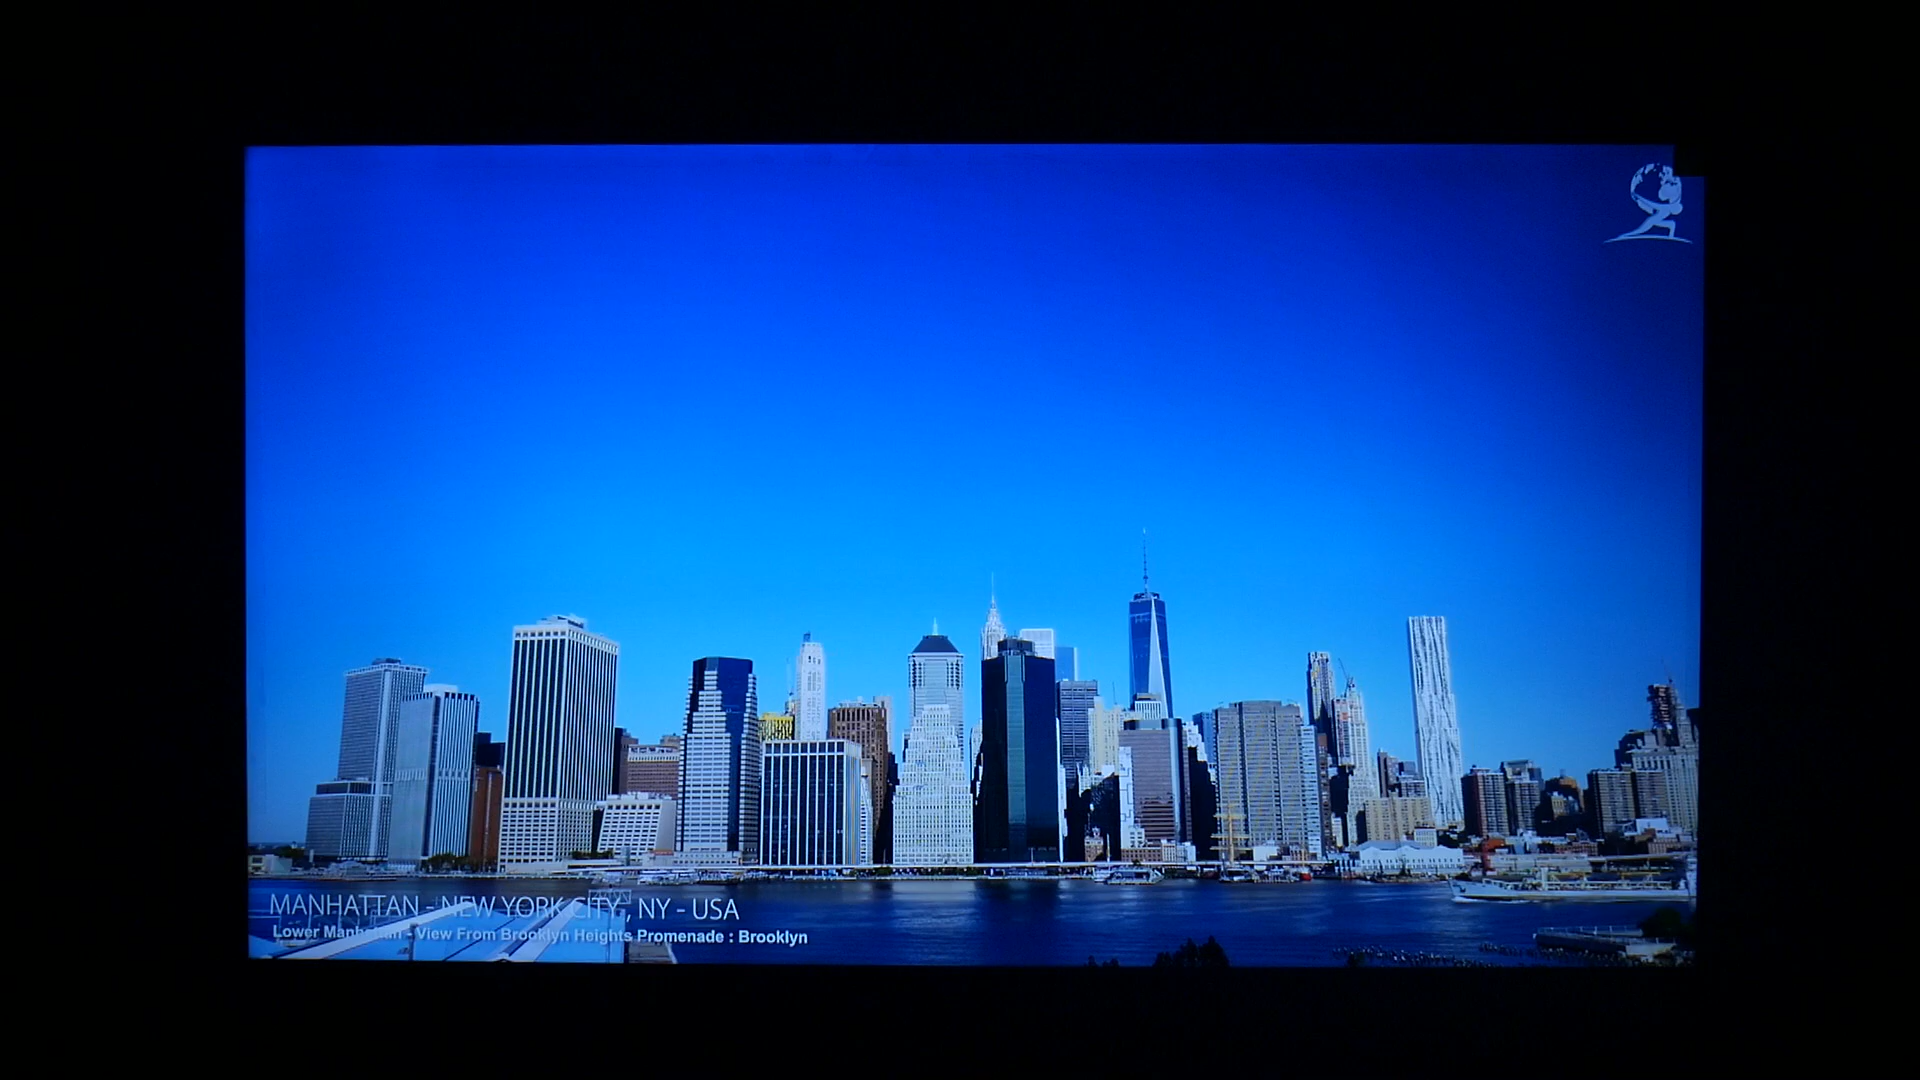 MANHATTAN - NEW YORK CITY, NY - USA
Lower Manhattan - View From Brooklyn Heights Promenade : Brooklyn